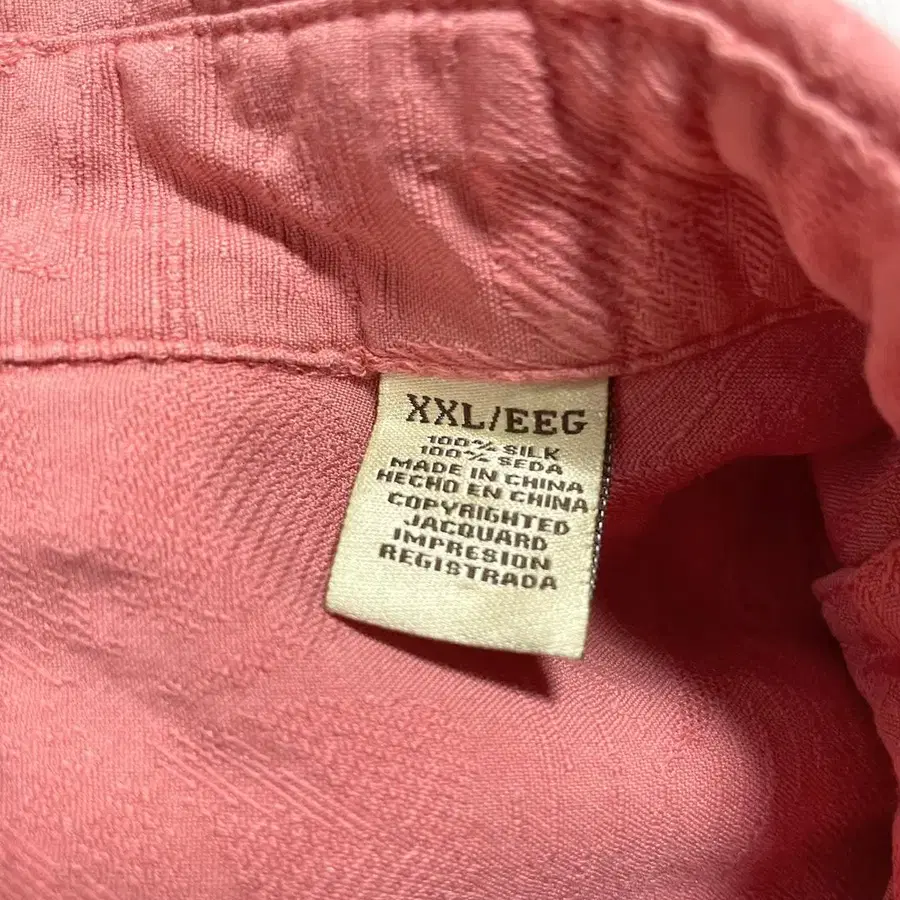 XXL/EEG
100% SILK
100% SEDA
MADE IN CHINA
HECHO EN CHINA
COPYRIGHTED
JACQUARD
IMPRESION
REGISTRADA